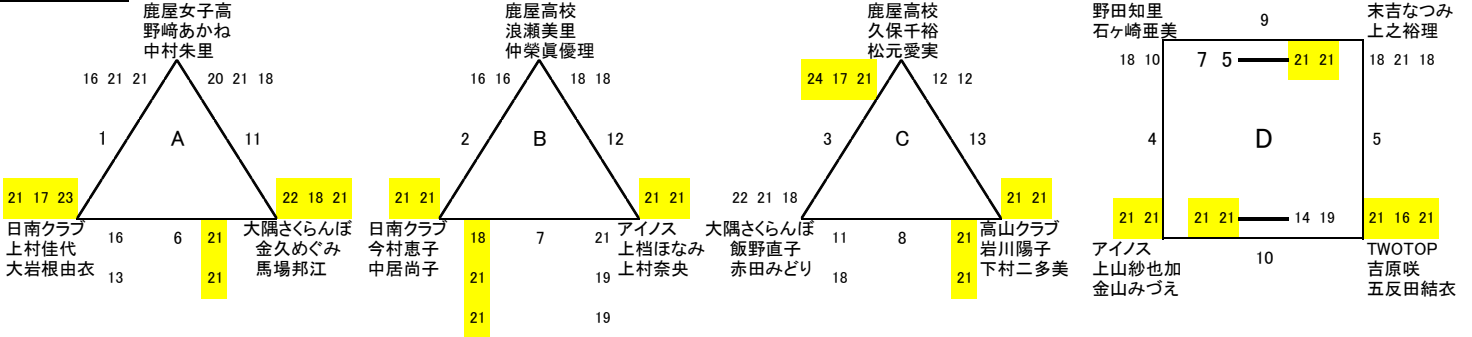 鹿屋女子高
野﨑あかね
中村朱里
16 21 21
20 21 18
1
A
11
21 17 23
22 18 21
日南クラブ
上村佳代
大岩根由衣
16
6
21
13
21
大隅さくらんぼ
金久めぐみ
馬場邦江
鹿屋高校
浪瀬美里
仲榮眞優理
16 16
18 18
2
B
12
21 21
21 21
日南クラブ
今村恵子
中居尚子
18
7
21
21
19
21
19
アイノス
上档ほなみ
上村奈央
鹿屋高校
久保千裕
松元愛実
24 17 21
12 12
3
C
13
22 21 18
21 21
大隅さくらんぼ
飯野直子
赤田みどり
11
8
21
18
21
高山クラブ
岩川陽子
下村二多美
野田知里
石ヶ崎亜美
9
末吉なつみ
上之裕理
18 10
7 5
21 21
18 21 18
4
D
5
21 21
21 21
14 19
21 16 21
アイノス
上山紗也加
金山みづえ
10
TWOTOP
吉原咲
五反田結衣